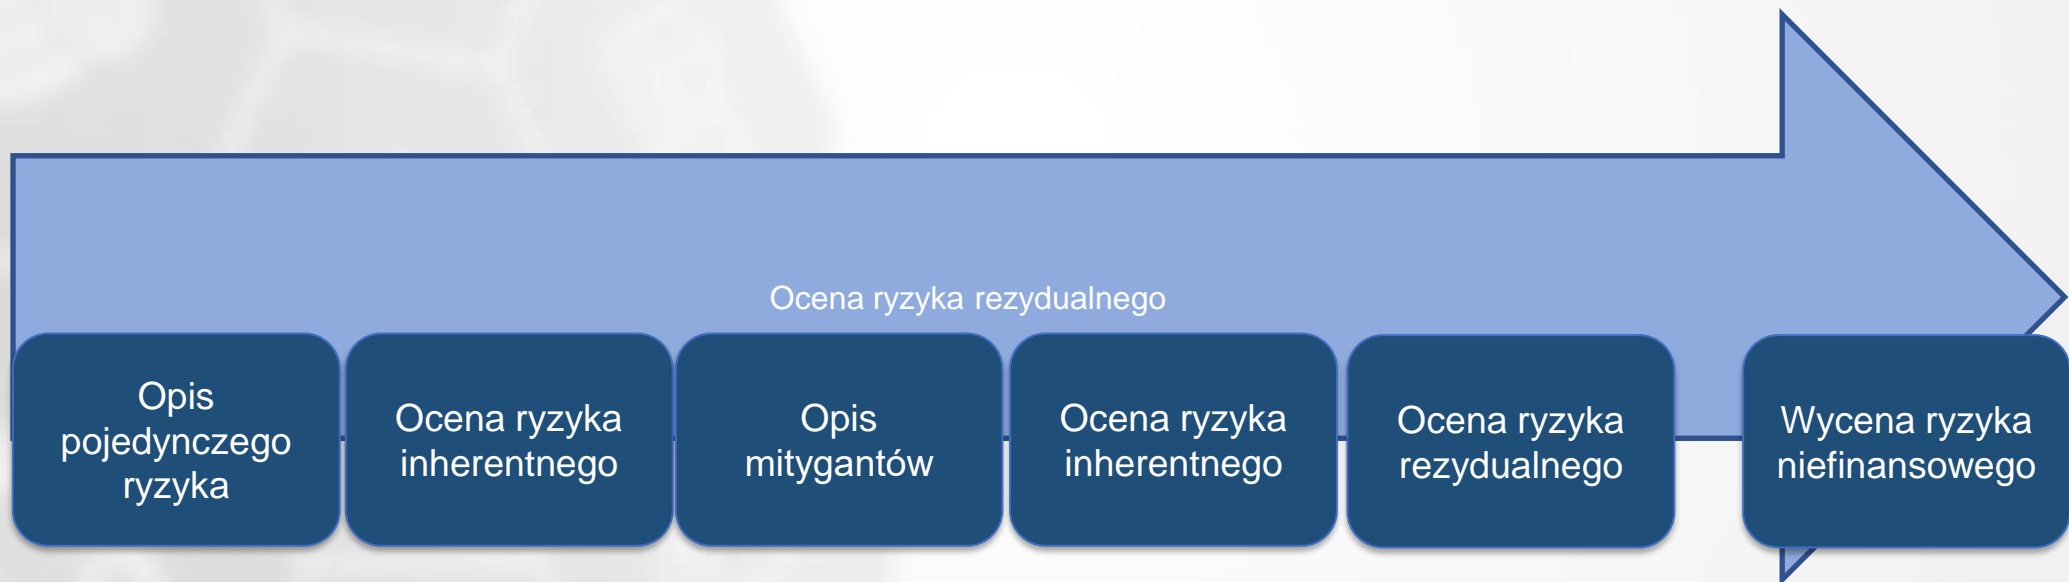 Ocena ryzyka rezydualnego
Opis
pojedynczego
ryzyka
Ocena ryzyka
inherentnego
Opis
mitygantów
Ocena ryzyka
inherentnego
Ocena ryzyka
rezydualnego
Wycena ryzyka
niefinansowego